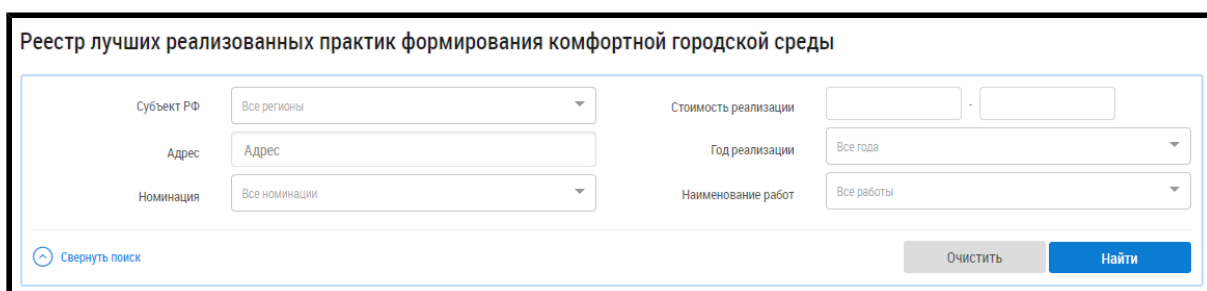 Реестр лучших реализованных практик формирования комфортной городской среды
Субъект РФ Все регионы Стоимость реализации -
Адрес Адрес Год реализации Все года
Номинация Все номинации Наименование работ Все работы
Свернуть поиск Очистить Найти